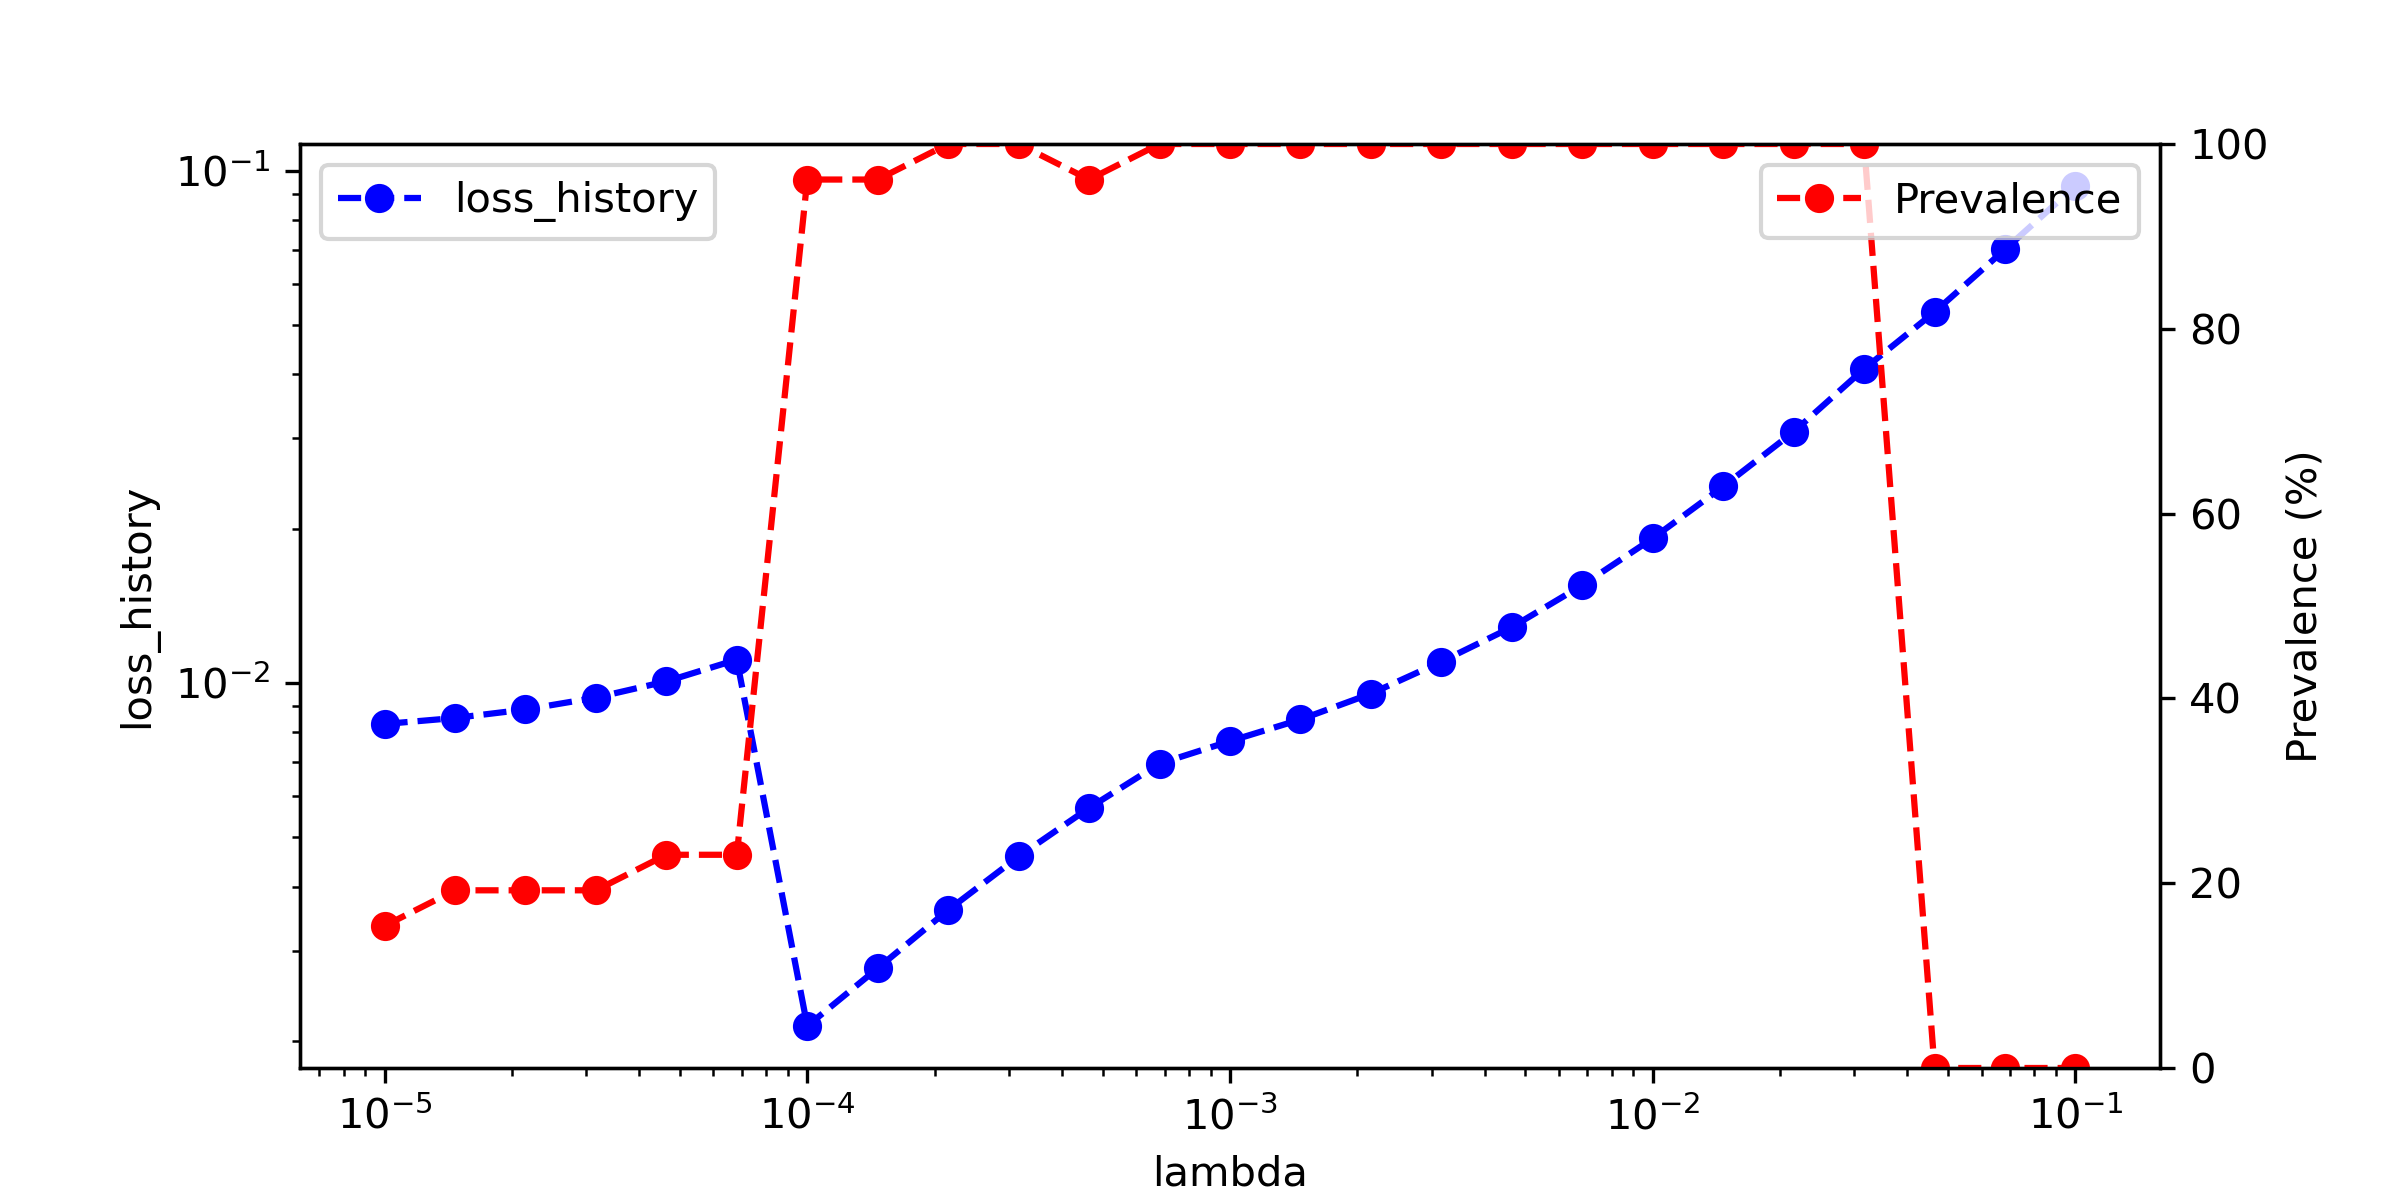 10⁻¹
10⁻²
loss_history
loss_history
Prevalence
100
80
60
40
20
0
Prevalence (%)
10⁻⁵ 10⁻⁴ 10⁻³ 10⁻² 10⁻¹
lambda